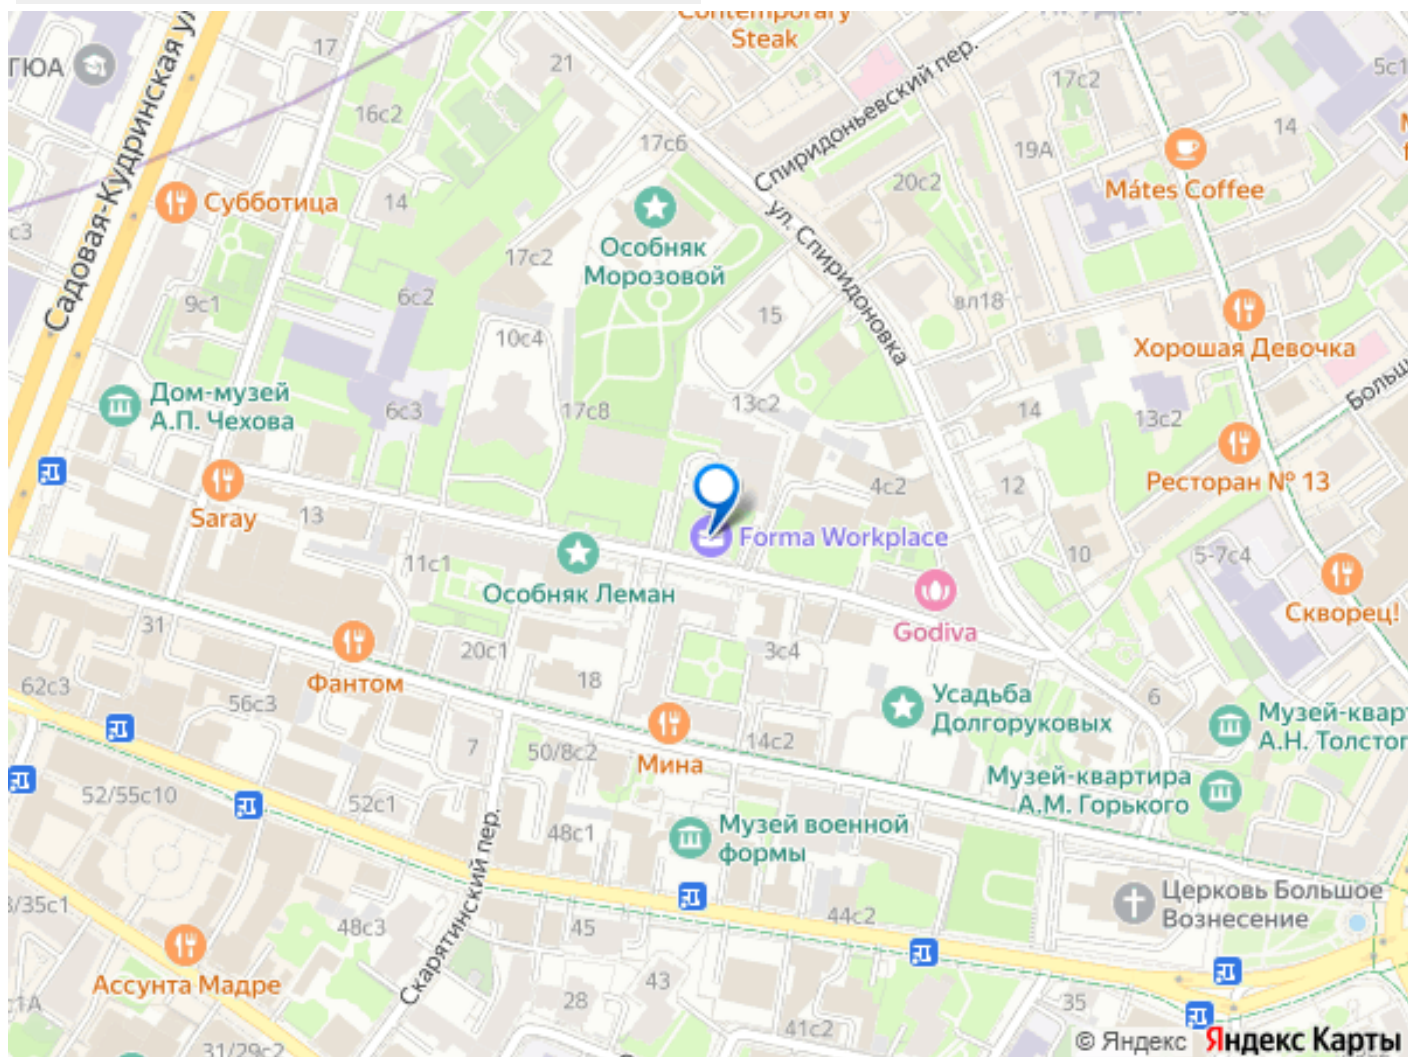 Contemporary
Steak
17
21
ГЮА
5с1
17с2
16с2
Садовая-Кудринская ул
Спиридоньевский пер.
17с6
14
19А
Mátes Coffee
20с2
Субботица
14
с3
ул. Спиридоновка
Особняк
Морозовой
17с2
6с2
9с1
вл18
15
10с4
Хорошая Девочка
Дом-музей
А.П. Чехова
6с3
17с8
13с2
14
13с2
Больш
Ресторан № 13
4с2
12
Saray
13
Forma Workplace
10
5-7с4
11с1
Особняк Леман
Скворец!
Godiva
31
20с1
3с4
Фантом
18
62с3
56с3
6
Усадьба
Долгоруковых
Музей-кварт
А.Н. Толстог
7
50/8с2
Мина
14с2
Музей-квартира
А.М. Горького
52/55с10
52с1
48с1
Музей военной
формы
Скарятинский пер.
Церковь Большое
Вознесение
3/35с1
48с3
45
44с2
Ассунта Мадре
43
28
35
с1А
41с2
31/29с2
© Яндекс Яндекс Карты